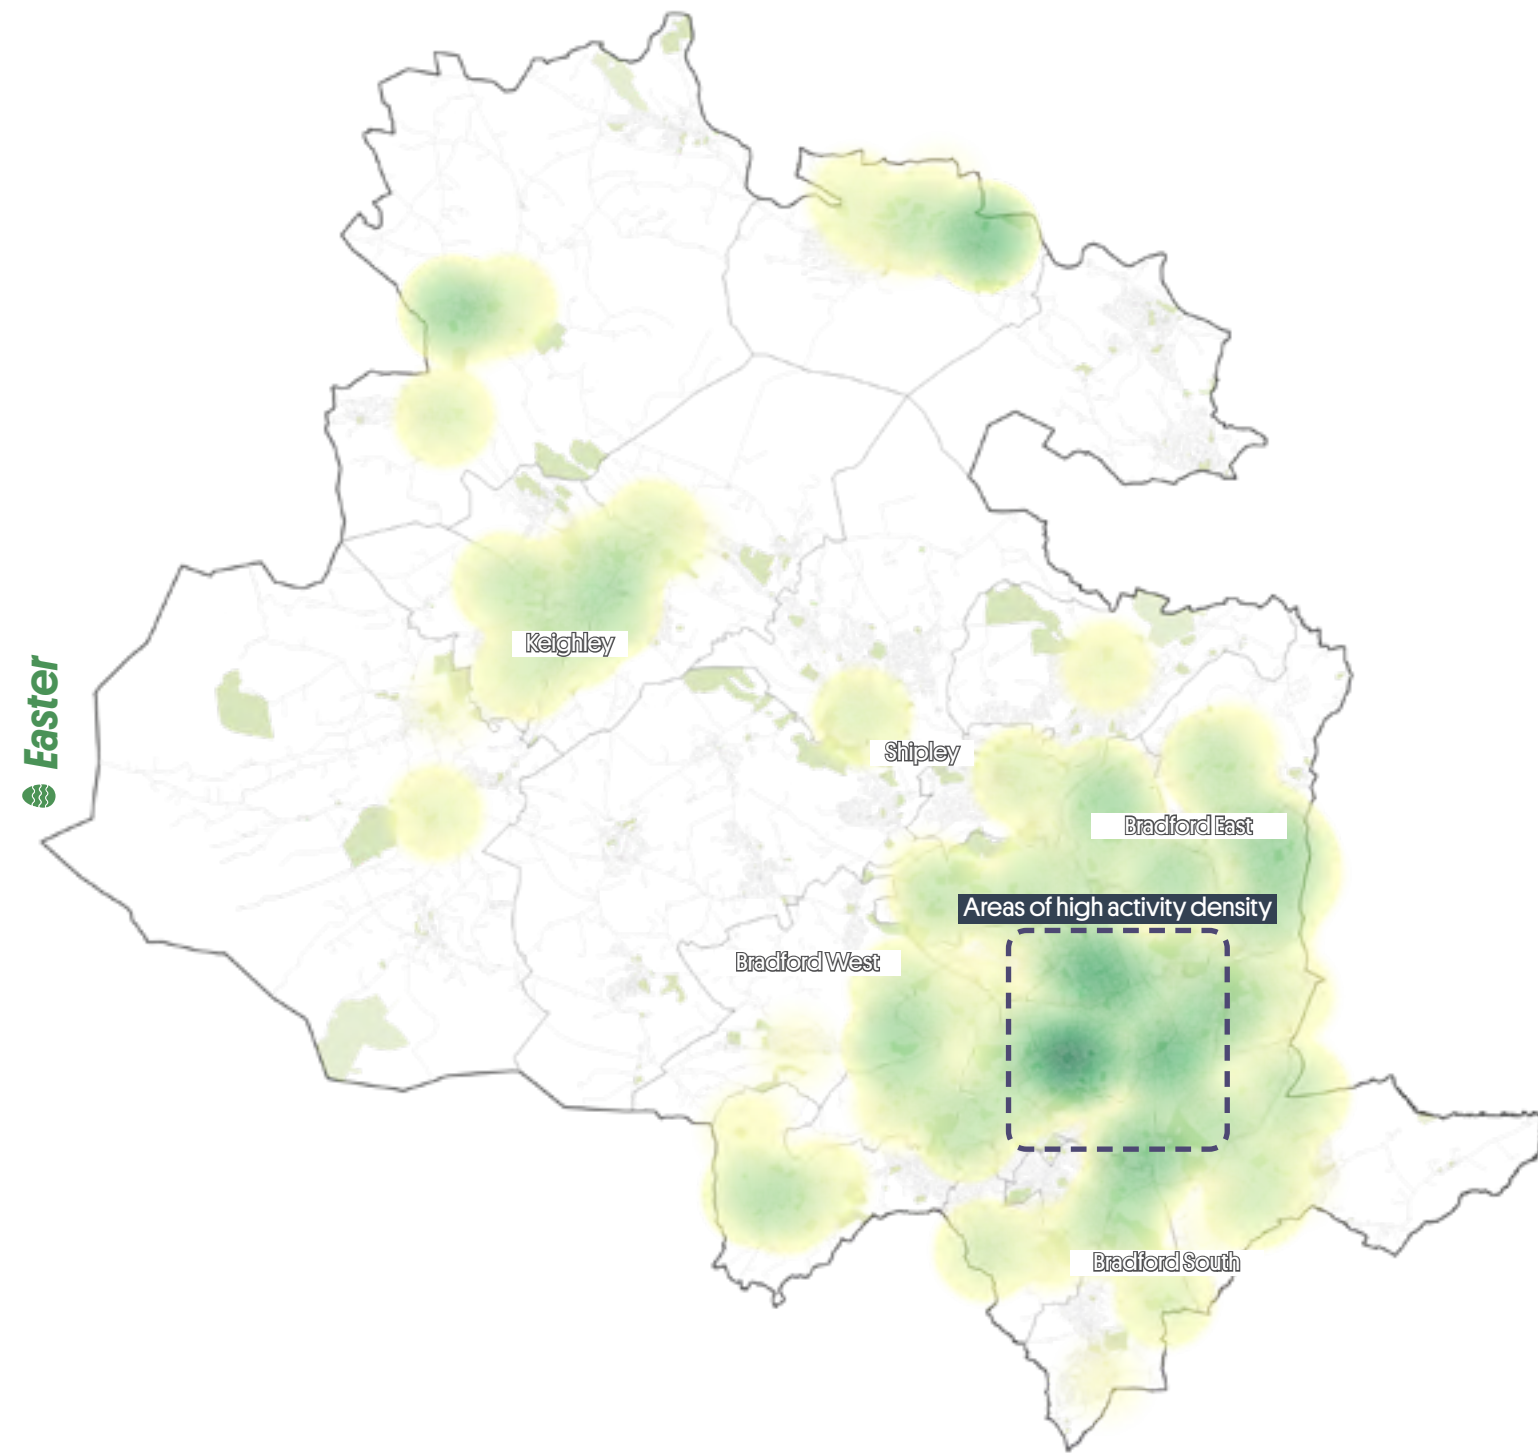 Easter
Keighley
Shipley
Bradford East
Areas of high activity density
Bradford West
Bradford South